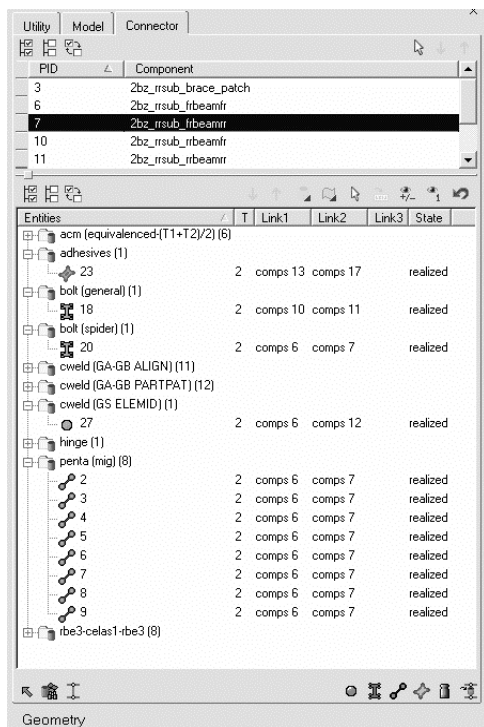 Utility Model Connector
PID Component
3 2bz_rrsub_brace_patch
6 2bz_rrsub_frbeamfr
7 2bz_rrsub_frbeamrr
10 2bz_rrsub_rrbeamfr
11 2bz_rrsub_rrbeamrr
Entities T Link1 Link2 Link3 State
acm (equivalenced-(T1+T2)/2) (6)
adhesives (1)
23 2 comps 13 comps 17 realized
bolt (general) (1)
18 2 comps 10 comps 11 realized
bolt (spider) (1)
20 2 comps 6 comps 7 realized
cweld (GA-GB ALIGN) (11)
cweld (GA-GB PARTPAT) (12)
cweld (GS ELEMID) (1)
27 2 comps 6 comps 12 realized
hinge (1)
penta (mig) (8)
2 2 comps 6 comps 7 realized
3 2 comps 6 comps 7 realized
4 2 comps 6 comps 7 realized
5 2 comps 6 comps 7 realized
6 2 comps 6 comps 7 realized
7 2 comps 6 comps 7 realized
8 2 comps 6 comps 7 realized
9 2 comps 6 comps 7 realized
rbe3-celas1-rbe3 (8)
Geometry